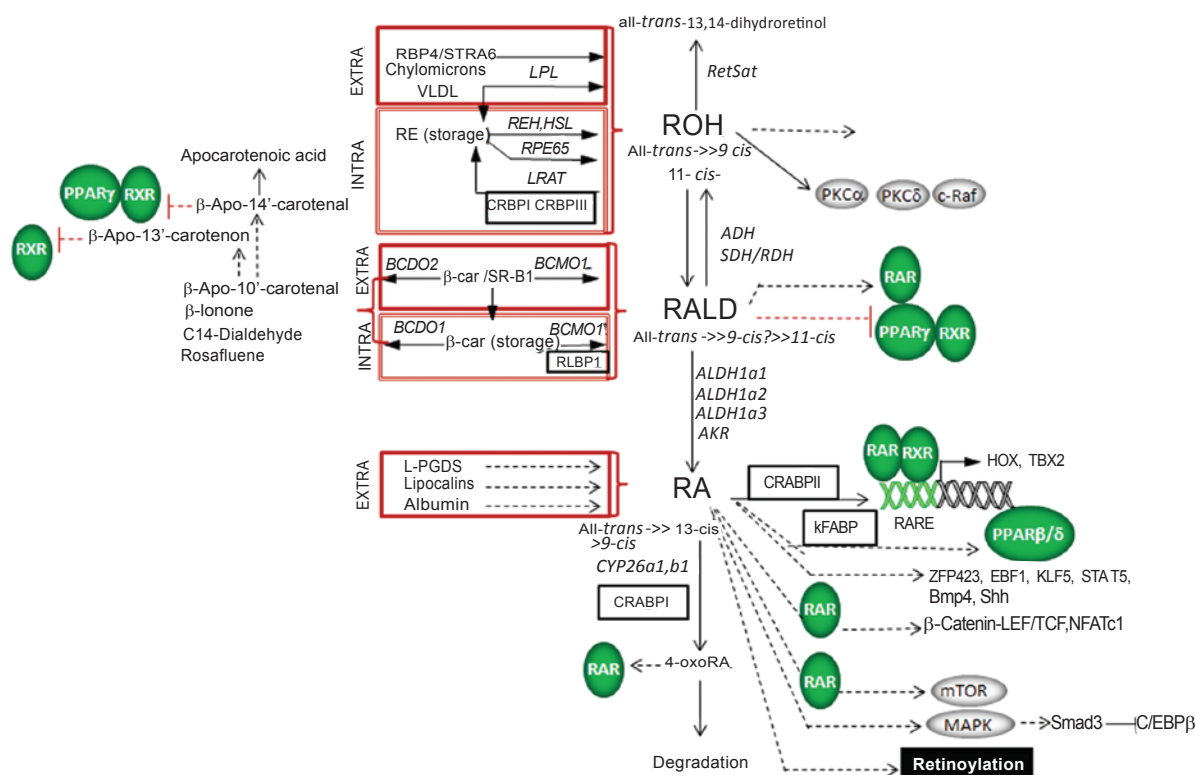 all-trans-13,14-dihydroretinol
RetSat
EXTRA
RBP4/STRA6
Chylomicrons
LPL
VLDL
INTRA
RE (storage)
REH,HSL
RPE65
LRAT
CRBPI CRBPIII
ROH
All-trans->>9 cis
11- cis-
PKCα
PKCδ
c-Raf
ADH
SDH/RDH
Apocarotenoic acid
PPARγ
RXR
β-Apo-14'-carotenal
RXR
β-Apo-13'-carotenon
β-Apo-10'-carotenal
β-Ionone
C14-Dialdehyde
Rosafluene
EXTRA
BCDO2
β-car /SR-B1
BCMO1
INTRA
BCDO1
β-car (storage)
BCMO1
RLBP1
RALD
All-trans ->>9-cis?>>11-cis
RAR
PPARγ
RXR
ALDH1a1
ALDH1a2
ALDH1a3
AKR
EXTRA
L-PGDS
Lipocalins
Albumin
RA
All-trans->> 13-cis
>9-cis
CYP26a1,b1
CRABPI
RAR
4-oxoRA
Degradation
CRABPII
kFABP
RAR
RXR
HOX, TBX2
RARE
PPARβ/δ
ZFP423, EBF1, KLF5, STAT5,
Bmp4, Shh
RAR
β-Catenin-LEF/TCF,NFATc1
RAR
mTOR
MAPK
Smad3
C/EBPβ
Retinoylation